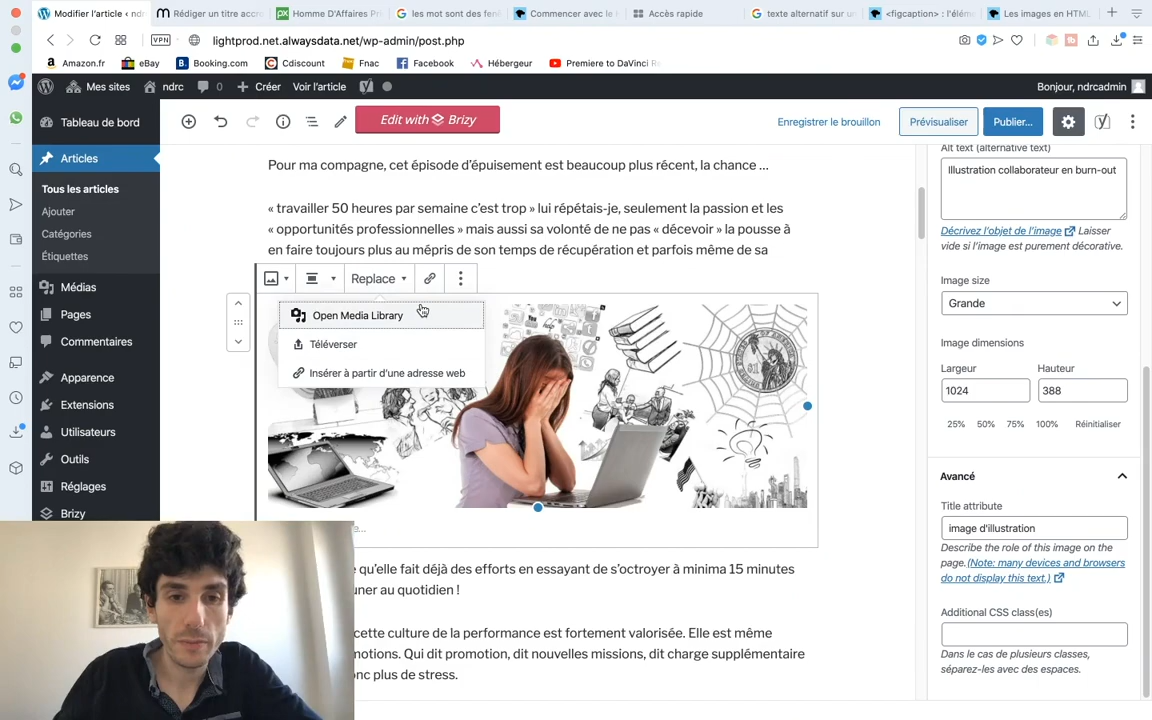 Modifier l'article ‹ ndr
Rédiger un titre accro
Homme D'Affaires Pr
les mot sont des fen
Commencer avec le
Accès rapide
texte alternatif sur u
<figcaption> : l'élém
Les images en HTML
VPN
lightprod.net.alwaysdata.net/wp-admin/post.php
Amazon.fr
eBay
Booking.com
Cdiscount
Fnac
Facebook
Hébergeur
Premiere to DaVinci Re
Mes sites
ndrc
0
Créer
Voir l'article
Bonjour, ndrcadmin
Tableau de bord
Edit with Brizy
Enregistrer le brouillon
Prévisualiser
Publier…
Articles
Tous les articles
Ajouter
Catégories
Étiquettes
Médias
Pages
Commentaires
Apparence
Extensions
Utilisateurs
Outils
Réglages
Brizy
Pour ma compagne, cet épisode d'épuisement est beaucoup plus récent, la chance …
« travailler 50 heures par semaine c'est trop » lui répétais-je, seulement la passion et les
« opportunités professionnelles » mais aussi sa volonté de ne pas « décevoir » la pousse à
en faire toujours plus au mépris de son temps de récupération et parfois même de sa
Replace
Open Media Library
Téléverser
Insérer à partir d'une adresse web
help
e…
qu'elle fait déjà des efforts en essayant de s'octroyer à minima 15 minutes
uner au quotidien !
cette culture de la performance est fortement valorisée. Elle est même
motions. Qui dit promotion, dit nouvelles missions, dit charge supplémentaire
onc plus de stress.
Alt text (alternative text)
Illustration collaborateur en burn-out
Décrivez l'objet de l'image Laisser
vide si l'image est purement décorative.
Image size
Grande
Image dimensions
Largeur
Hauteur
1024
388
25%
50%
75%
100%
Réinitialiser
Avancé
Title attribute
image d'illustration
Describe the role of this image on the
page.(Note: many devices and browsers
do not display this text.)
Additional CSS class(es)
Dans le cas de plusieurs classes,
séparez-les avec des espaces.